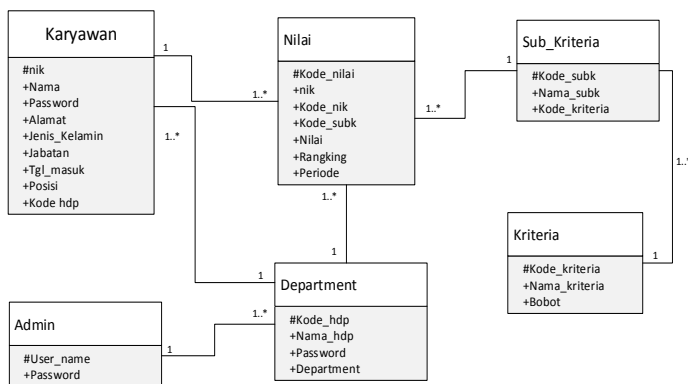 Karyawan
#nik
+Nama
+Password
+Alamat
+Jenis_Kelamin
+Jabatan
+Tgl_masuk
+Posisi
+Kode hdp
1
1..*
1..*
Nilai
#Kode_nilai
+nik
+Kode_nik
+Kode_subk
+Nilai
+Rangking
+Periode
1..*
1..*
1
Sub_Kriteria
#Kode_subk
+Nama_subk
+Kode_kriteria
1..*
Kriteria
#Kode_kriteria
+Nama_kriteria
+Bobot
1
1
1
Department
#Kode_hdp
+Nama_hdp
+Password
+Department
1..*
1
Admin
#User_name
+Password